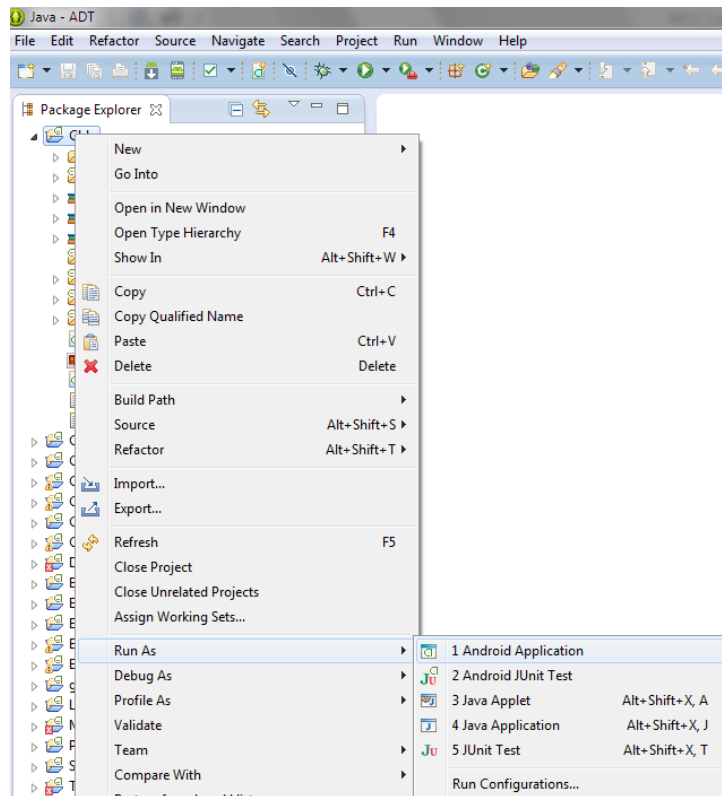 Java - ADT
File Edit Refactor Source Navigate Search Project Run Window Help
Package Explorer
New
Go Into
Open in New Window
Open Type Hierarchy F4
Show In Alt+Shift+W
Copy Ctrl+C
Copy Qualified Name
Paste Ctrl+V
Delete Delete
Build Path
Source Alt+Shift+S
Refactor Alt+Shift+T
Import...
Export...
Refresh F5
Close Project
Close Unrelated Projects
Assign Working Sets...
Run As
1 Android Application
Debug As
2 Android JUnit Test
Profile As
3 Java Applet Alt+Shift+X, A
Validate
4 Java Application Alt+Shift+X, J
Team
5 JUnit Test Alt+Shift+X, T
Compare With
Run Configurations...